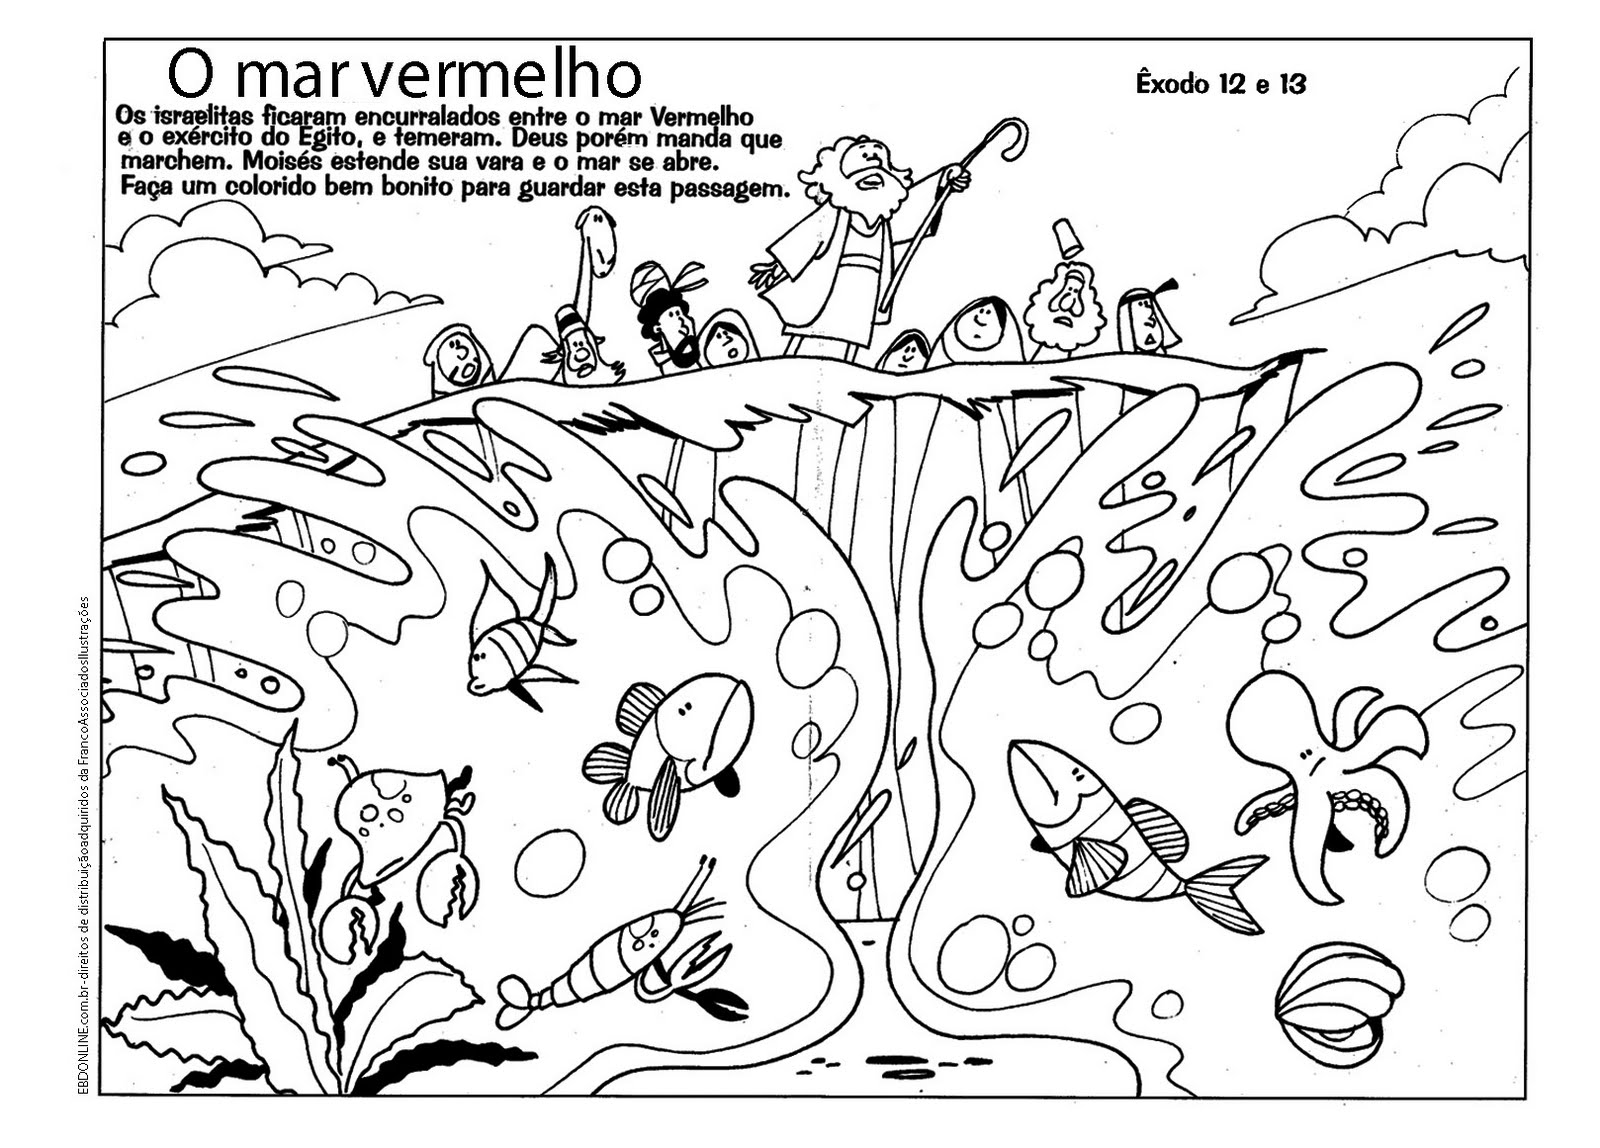 O mar vermelho
Êxodo 12 e 13
Os israelitas ficaram encurralados entre o mar Vermelho
e o exército do Egito, e temeram. Deus porém manda que
marchem. Moisés estende sua vara e o mar se abre.
Faça um colorido bem bonito para guardar esta passagem.
EBDONLINE.com.br-direitos de distribuiçãoadquiridos da FrancoAssociadosIlustrações